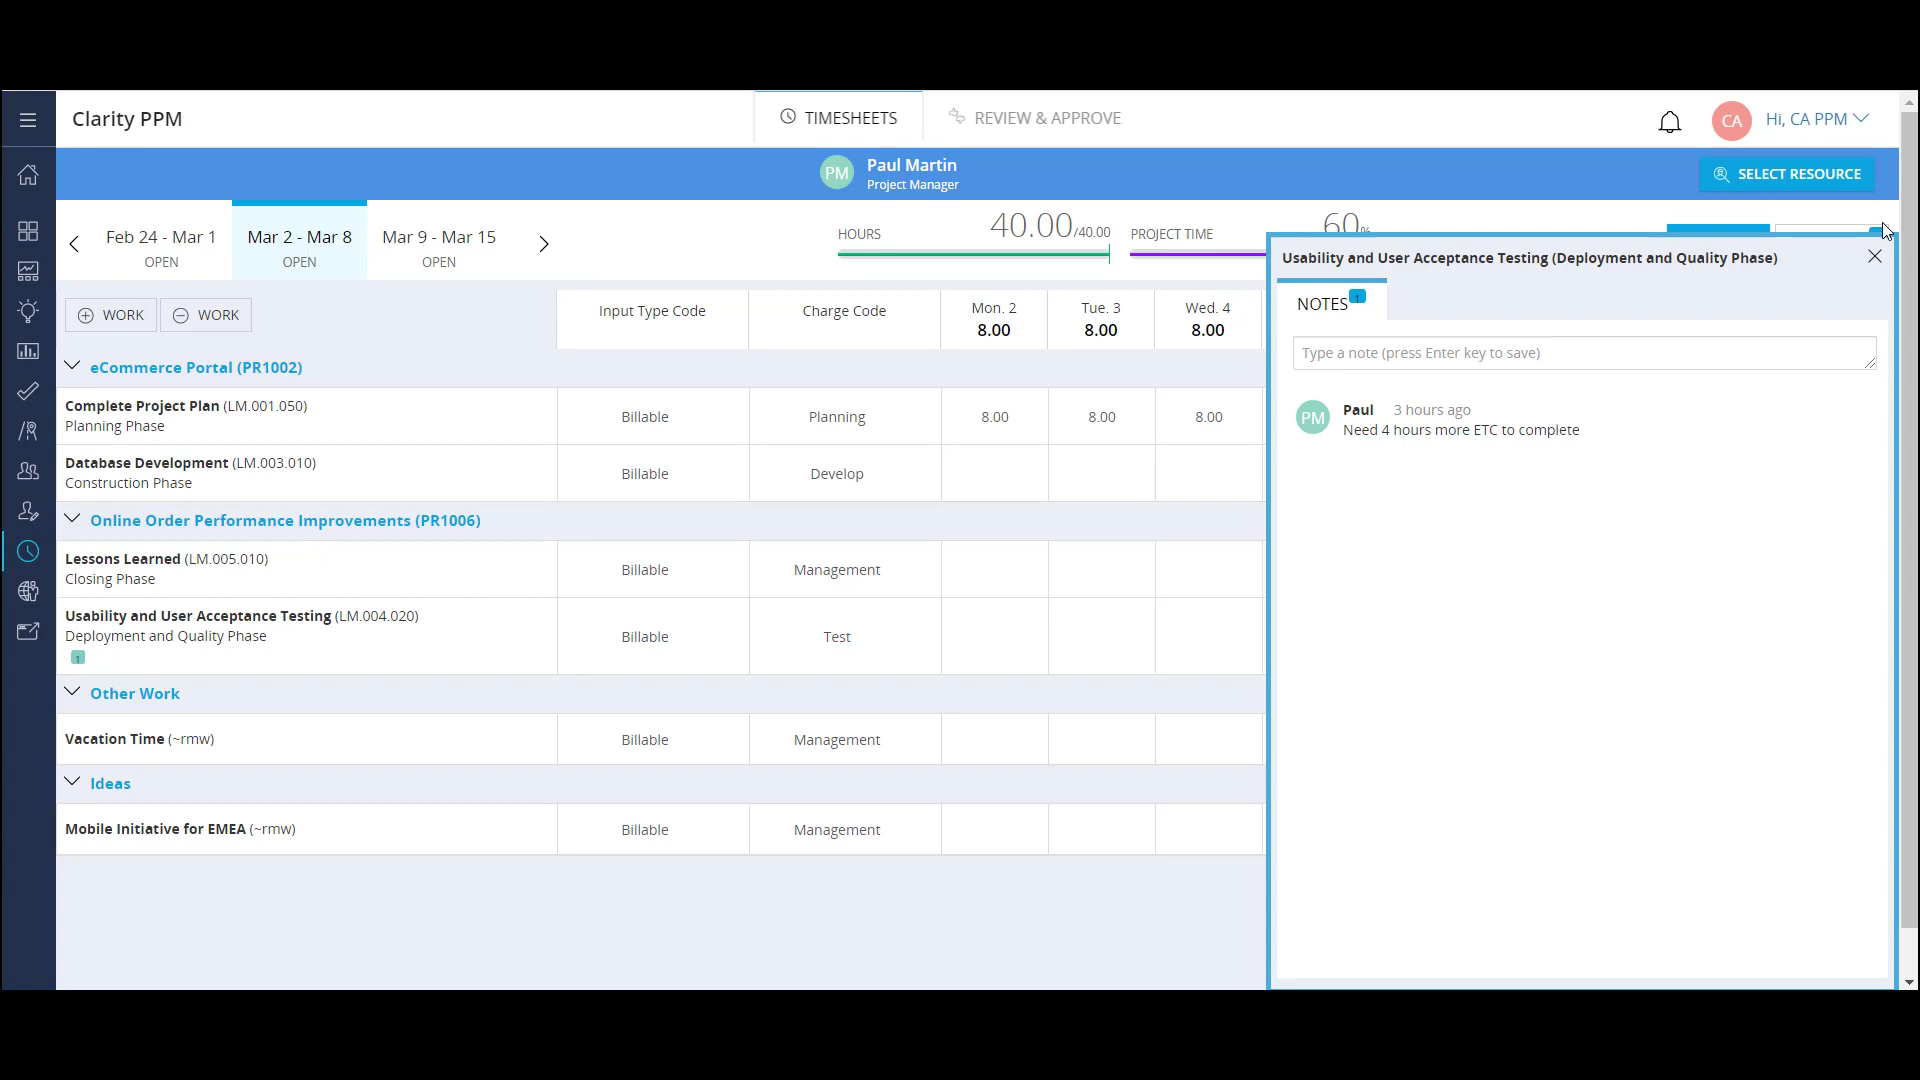 Clarity PPM
TIMESHEETS
REVIEW & APPROVE
CA
Hi, CA PPM
PM
Paul Martin
Project Manager
SELECT RESOURCE
Feb 24 - Mar 1
OPEN
Mar 2 - Mar 8
OPEN
Mar 9 - Mar 15
OPEN
HOURS
40.00/40.00
PROJECT TIME
60%
WORK
WORK
Input Type Code
Charge Code
Mon. 2
8.00
Tue. 3
8.00
Wed. 4
8.00
eCommerce Portal (PR1002)
Complete Project Plan (LM.001.050)
Planning Phase
Billable
Planning
8.00
8.00
8.00
Database Development (LM.003.010)
Construction Phase
Billable
Develop
Online Order Performance Improvements (PR1006)
Lessons Learned (LM.005.010)
Closing Phase
Billable
Management
Usability and User Acceptance Testing (LM.004.020)
Deployment and Quality Phase
1
Billable
Test
Other Work
Vacation Time (~rmw)
Billable
Management
Ideas
Mobile Initiative for EMEA (~rmw)
Billable
Management
Usability and User Acceptance Testing (Deployment and Quality Phase)
NOTES 1
Type a note (press Enter key to save)
PM
Paul 3 hours ago
Need 4 hours more ETC to complete